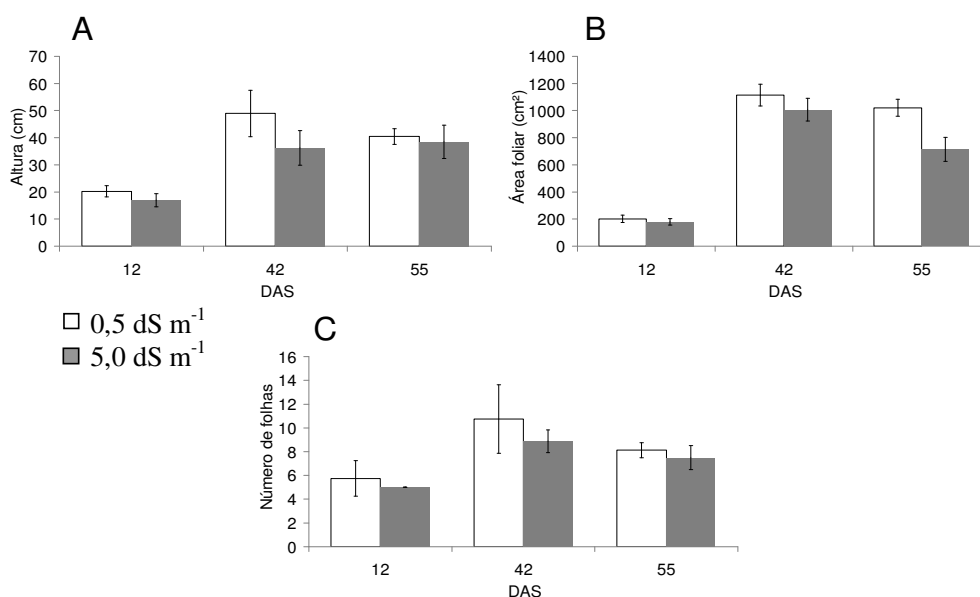 A
Altura (cm)
70
60
50
40
30
20
10
0
12 42 55
DAS
B
Área foliar (cm²)
1400
1200
1000
800
600
400
200
0
12 42 55
DAS
0,5 dS m⁻¹
5,0 dS m⁻¹
C
Número de folhas
16
14
12
10
8
6
4
2
0
12 42 55
DAS